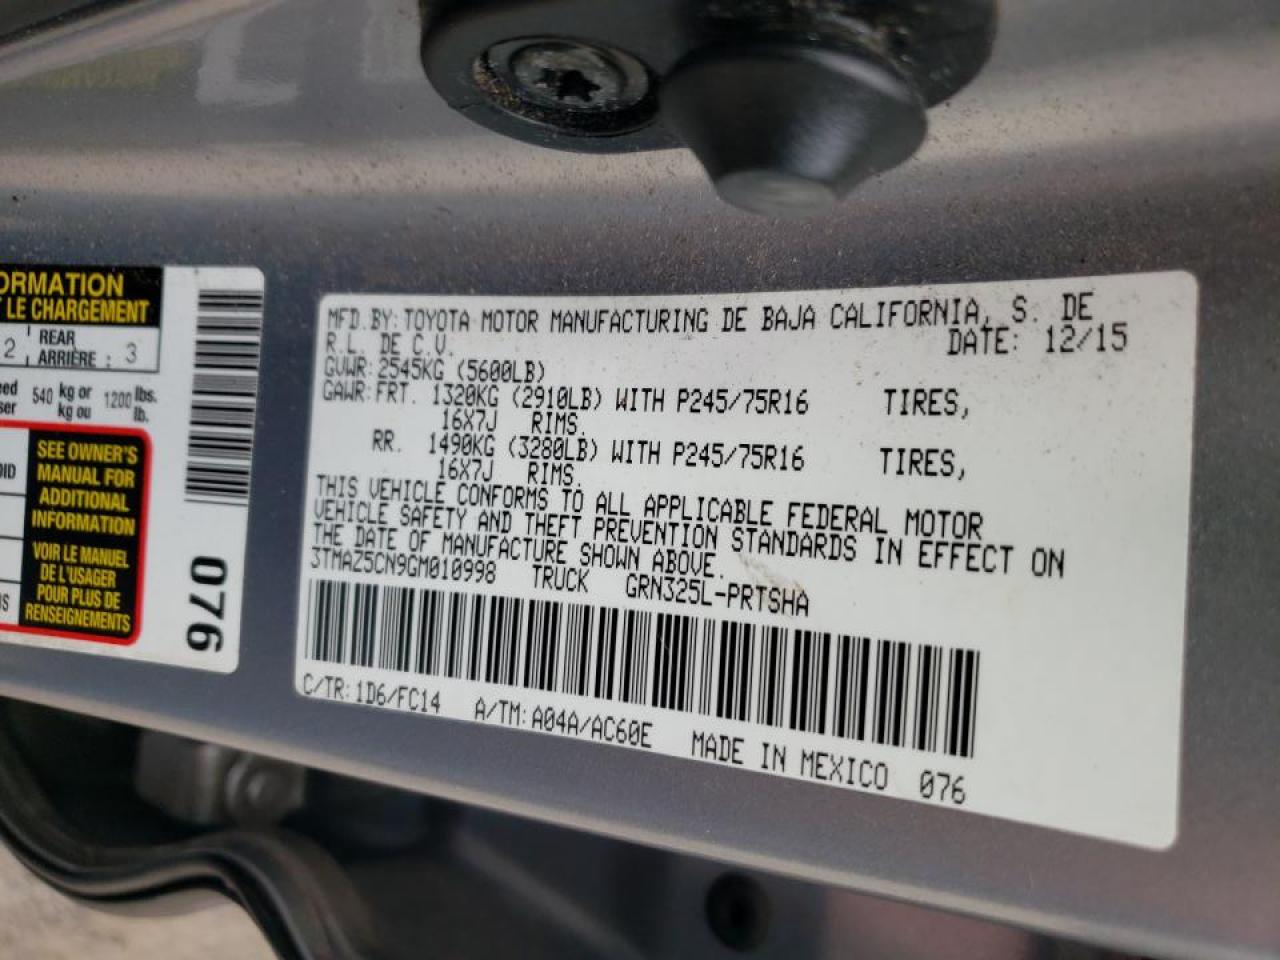 ORMATION
LE CHARGEMENT
2 REAR ARRIÈRE : 3
540 kg or kg ou 1200 lbs. lb.
SEE OWNER'S
MANUAL FOR
ADDITIONAL
INFORMATION
VOIR LE MANUEL
DE L'USAGER
POUR PLUS DE
RENSEIGNEMENTS
076
MFD.BY:TOYOTA MOTOR MANUFACTURING DE BAJA CALIFORNIA, S. DE
R.L. DE C.V. DATE: 12/15
GVWR:2545KG (5600LB)
GAWR:FRT. 1320KG (2910LB) WITH P245/75R16 TIRES,
16X7J RIMS.
RR. 1490KG (3280LB) WITH P245/75R16 TIRES,
16X7J RIMS.
THIS VEHICLE CONFORMS TO ALL APPLICABLE FEDERAL MOTOR
VEHICLE SAFETY AND THEFT PREVENTION STANDARDS IN EFFECT ON
THE DATE OF MANUFACTURE SHOWN ABOVE.
3TMAZ5CN9GM010998 TRUCK GRN325L-PRTSHA
C/TR:1D6/FC14 A/TM:A04A/AC60E MADE IN MEXICO 076